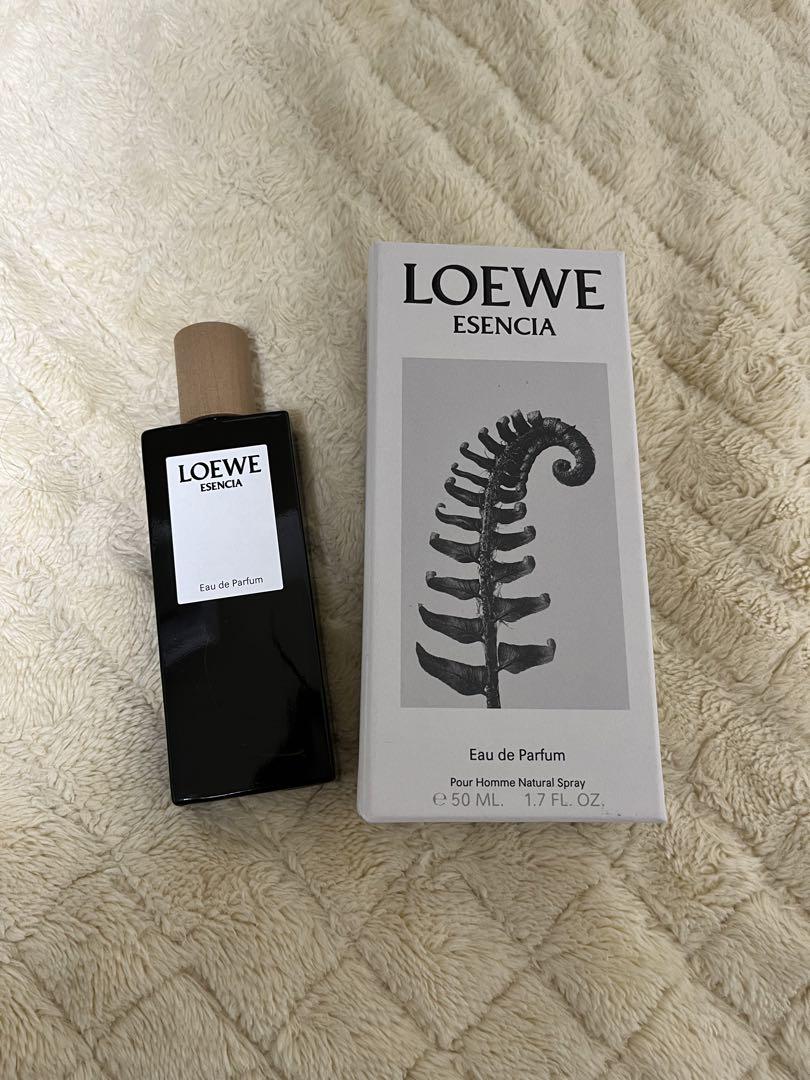 LOEWE
ESENCIA
Eau de Parfum
LOEWE
ESENCIA
Eau de Parfum
Pour Homme Natural Spray
℮ 50 ML. 1.7 FL. OZ.